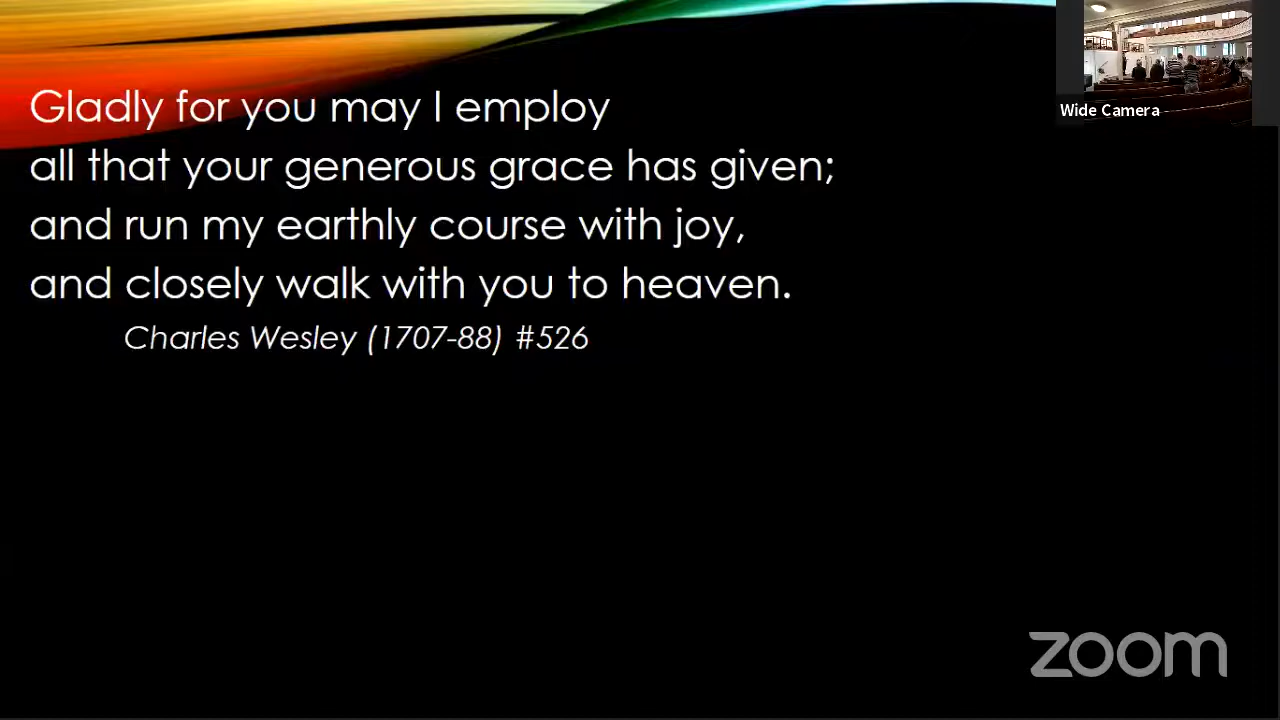 Gladly for you may I employ
all that your generous grace has given;
and run my earthly course with joy,
and closely walk with you to heaven.
Charles Wesley (1707-88) #526
Wide Camera
zoom